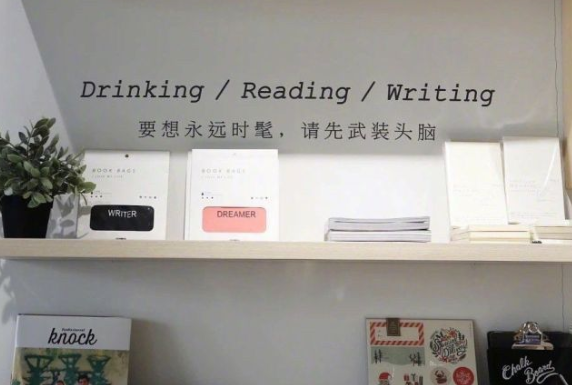 Drinking / Reading / Writing
要想永远时髦，请先武装头脑
BOOK BAGS
WRITER
BOOK BAGS
DREAMER
knock
Chalk
Board